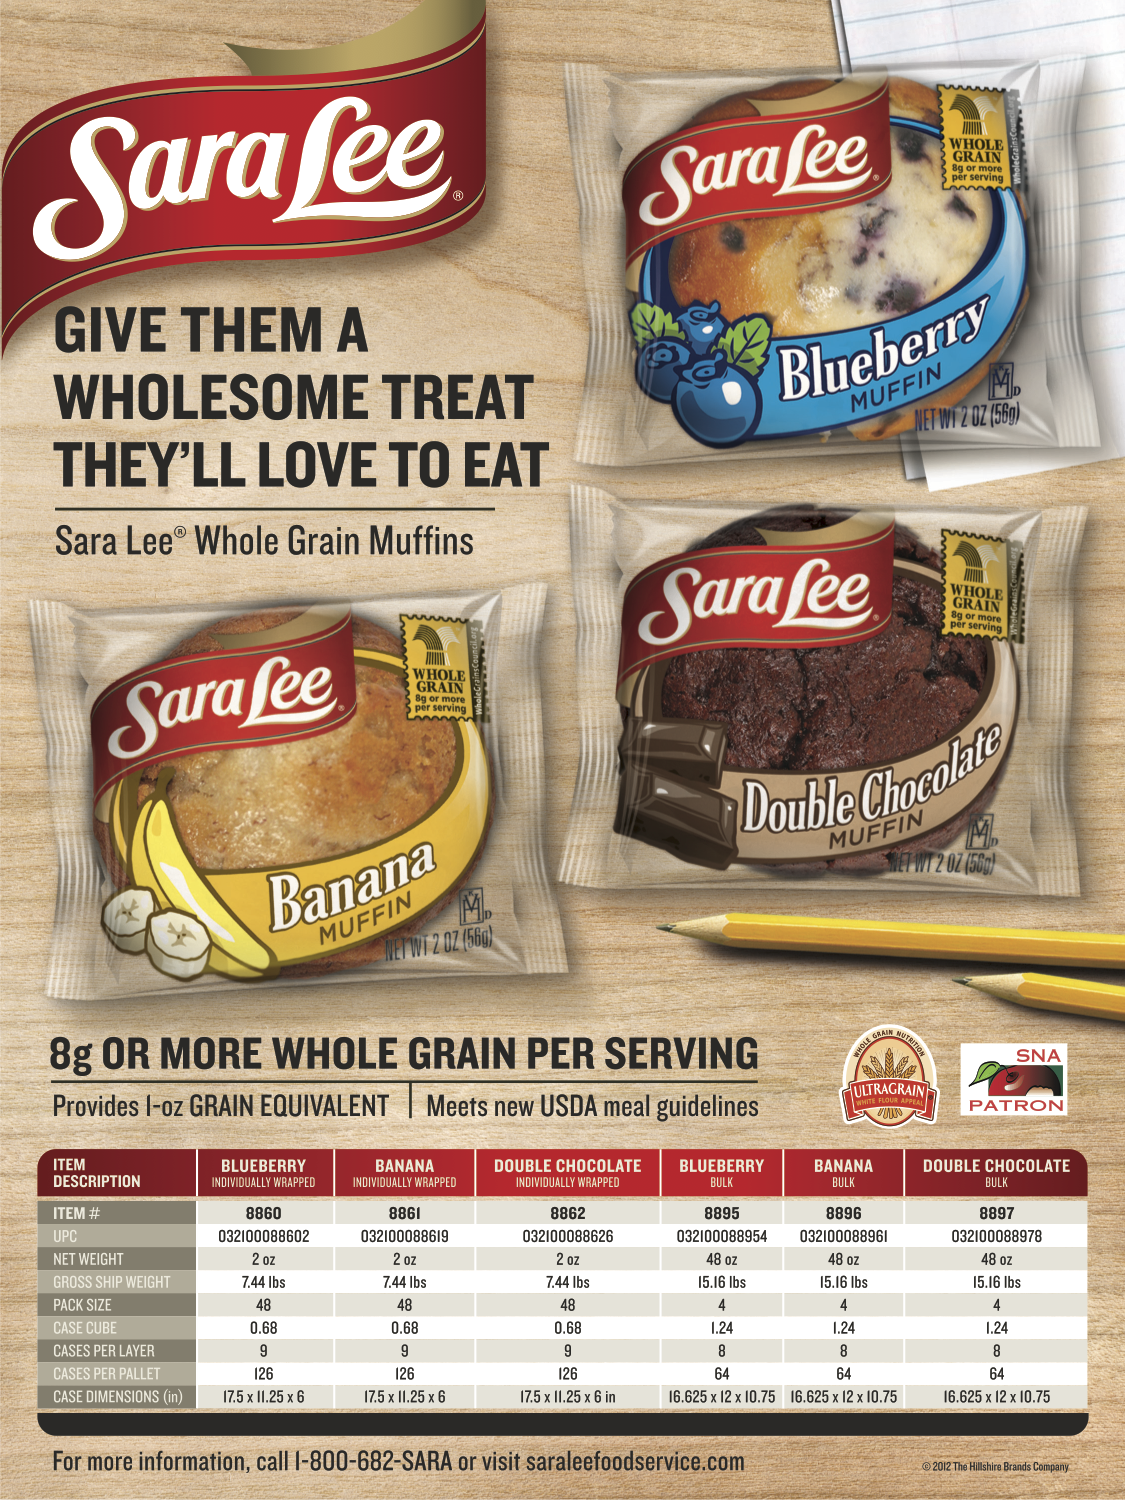 Sara Lee®
GIVE THEM A
WHOLESOME TREAT
THEY'LL LOVE TO EAT
Sara Lee® Whole Grain Muffins
Sara Lee®
WHOLE
GRAIN
8g or more
per serving
WholeGrainsCouncil.org
Blueberry
MUFFIN
D
NET WT 2 OZ (56g)
Sara Lee®
WHOLE
GRAIN
8g or more
per serving
WholeGrainsCouncil.org
Double Chocolate
MUFFIN
D
NET WT 2 OZ (56g)
Sara Lee®
WHOLE
GRAIN
8g or more
per serving
WholeGrainsCouncil.org
Banana
MUFFIN
D
NET WT 2 OZ (56g)
8g OR MORE WHOLE GRAIN PER SERVING
Provides 1-oz GRAIN EQUIVALENT | Meets new USDA meal guidelines
WHOLE GRAIN NUTRITION
ULTRAGRAIN
WHITE FLOUR APPEAL
SNA
PATRON
ITEM DESCRIPTION BLUEBERRY INDIVIDUALLY WRAPPED BANANA INDIVIDUALLY WRAPPED DOUBLE CHOCOLATE INDIVIDUALLY WRAPPED BLUEBERRY BULK BANANA BULK DOUBLE CHOCOLATE BULK
ITEM # 8860 8861 8862 8895 8896 8897
UPC 032100088602 032100088619 032100088626 032100088954 032100088961 032100088978
NET WEIGHT 2 oz 2 oz 2 oz 48 oz 48 oz 48 oz
GROSS SHIP WEIGHT 7.44 lbs 7.44 lbs 7.44 lbs 15.16 lbs 15.16 lbs 15.16 lbs
PACK SIZE 48 48 48 4 4 4
CASE CUBE 0.68 0.68 0.68 1.24 1.24 1.24
CASES PER LAYER 9 9 9 8 8 8
CASES PER PALLET 126 126 126 64 64 64
CASE DIMENSIONS (in) 17.5 x 11.25 x 6 17.5 x 11.25 x 6 17.5 x 11.25 x 6 in 16.625 x 12 x 10.75 16.625 x 12 x 10.75 16.625 x 12 x 10.75
For more information, call 1-800-682-SARA or visit saraleefoodservice.com
© 2012 The Hillshire Brands Company